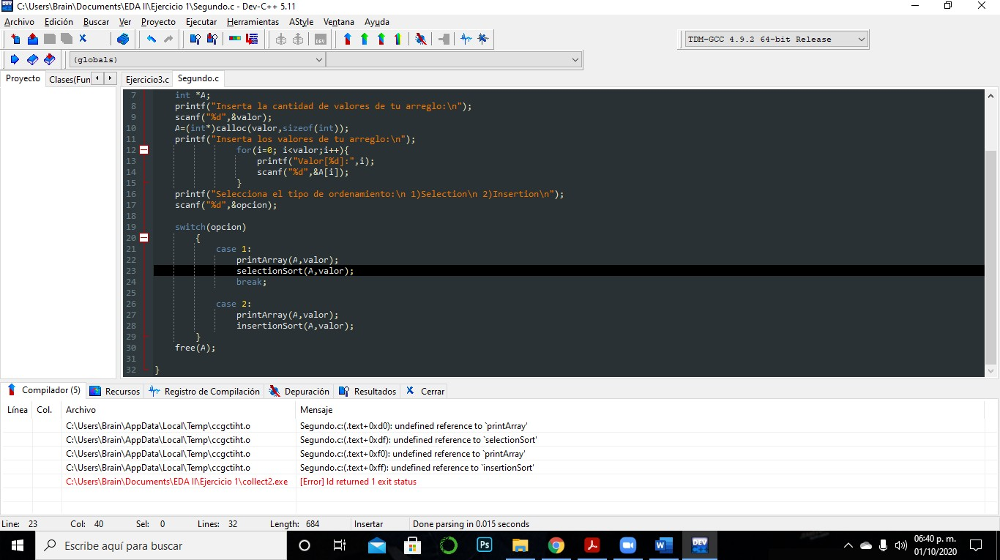 C:\Users\Brain\Documents\EDA II\Ejercicio 1\Segundo.c - Dev-C++ 5.11
Archivo Edición Buscar Ver Proyecto Ejecutar Herramientas AStyle Ventana Ayuda
TDM-GCC 4.9.2 64-bit Release
(globals)
Proyecto Clases(Fun Ejercicio3.c Segundo.c
7 int *A;
8 printf("Inserta la cantidad de valores de tu arreglo:\n");
9 scanf("%d",&valor);
10 A=(int*)calloc(valor,sizeof(int));
11 printf("Inserta los valores de tu arreglo:\n");
12 for(i=0; i<valor;i++){
13 printf("Valor[%d]:",i);
14 scanf("%d",&A[i]);
15 }
16 printf("Selecciona el tipo de ordenamiento:\n 1)Selection\n 2)Insertion\n");
17 scanf("%d",&opcion);
18
19 switch(opcion)
20 {
21 case 1:
22 printArray(A,valor);
23 selectionSort(A,valor);
24 break;
25
26 case 2:
27 printArray(A,valor);
28 insertionSort(A,valor);
29 }
30 free(A);
31
32 }
Compilador (5) Recursos Registro de Compilación Depuración Resultados Cerrar
Línea Col. Archivo Mensaje
C:\Users\Brain\AppData\Local\Temp\ccgctiht.o Segundo.c:(.text+0xd0): undefined reference to `printArray'
C:\Users\Brain\AppData\Local\Temp\ccgctiht.o Segundo.c:(.text+0xdf): undefined reference to `selectionSort'
C:\Users\Brain\AppData\Local\Temp\ccgctiht.o Segundo.c:(.text+0xf0): undefined reference to `printArray'
C:\Users\Brain\AppData\Local\Temp\ccgctiht.o Segundo.c:(.text+0xff): undefined reference to `insertionSort'
C:\Users\Brain\Documents\EDA II\Ejercicio 1\collect2.exe [Error] ld returned 1 exit status
Line: 23 Col: 40 Sel: 0 Lines: 32 Length: 684 Insertar Done parsing in 0.015 seconds
Escribe aquí para buscar
06:40 p. m.
01/10/2020